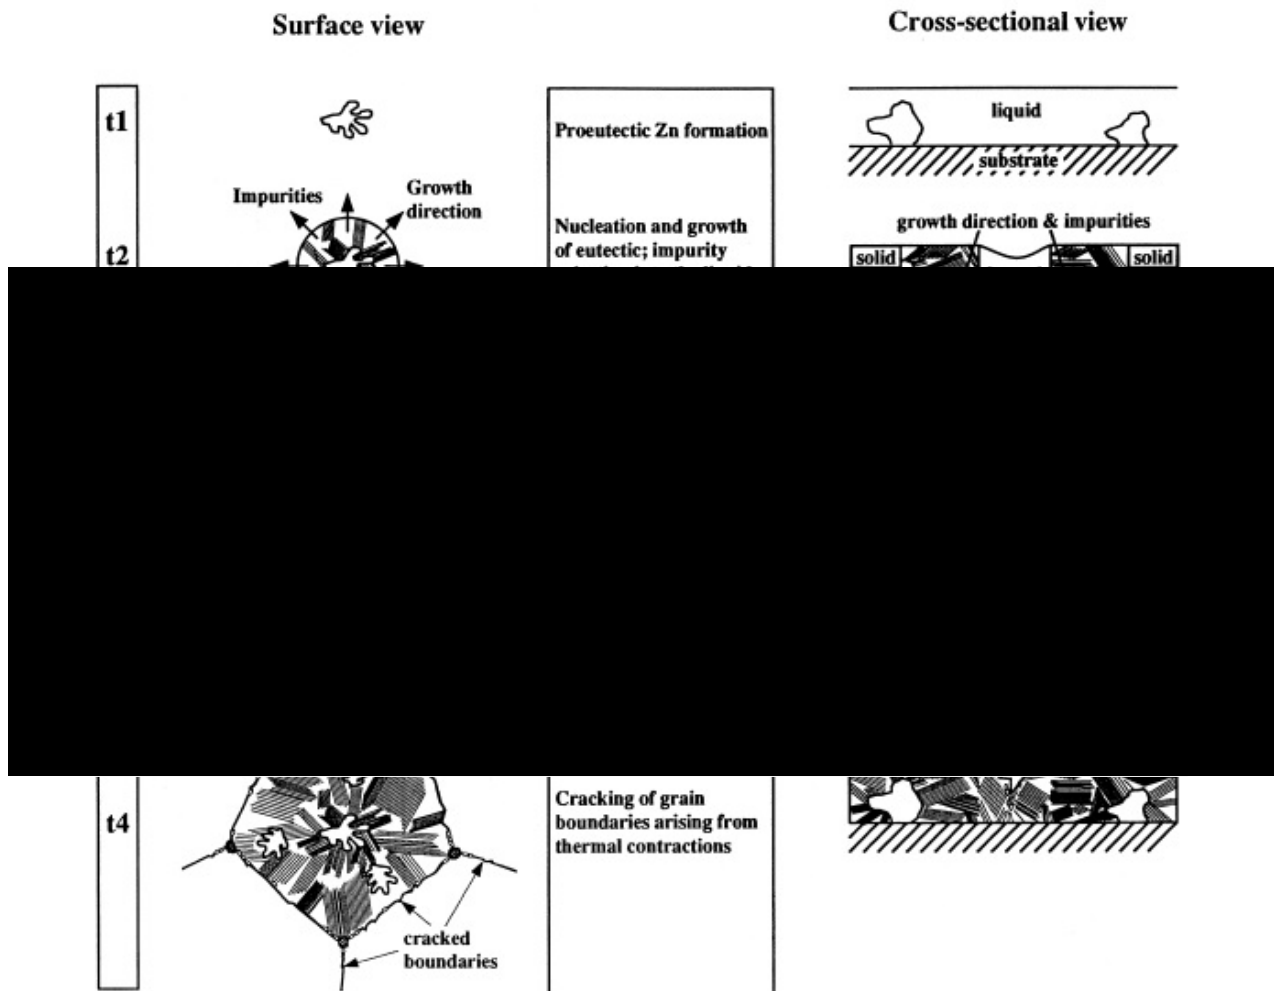 Surface view
Cross-sectional view
t1
Proeutectic Zn formation
liquid
substrate
Impurities
Growth
direction
t2
Nucleation and growth
of eutectic; impurity
growth direction & impurities
solid
solid
t4
Cracking of grain
boundaries arising from
thermal contractions
cracked
boundaries